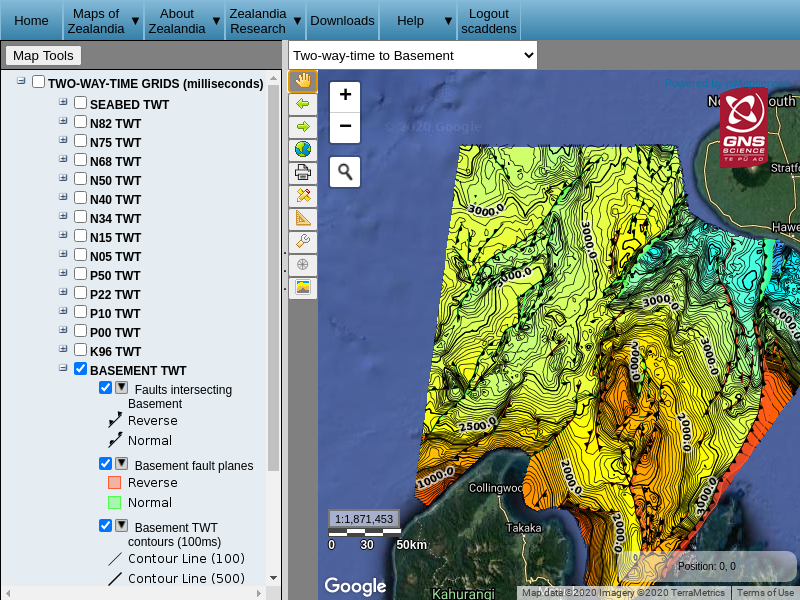 Home
Maps of
Zealandia
▼
About
Zealandia
▼
Zealandia
Research
▼
Downloads
Help
▼
Logout
scaddens
Map Tools
Two-way-time to Basement
TWO-WAY-TIME GRIDS (milliseconds)
SEABED TWT
N82 TWT
N75 TWT
N68 TWT
N50 TWT
N40 TWT
N34 TWT
N15 TWT
N05 TWT
P50 TWT
P22 TWT
P10 TWT
P00 TWT
K96 TWT
BASEMENT TWT
Faults intersecting
Basement
Reverse
Normal
Basement fault planes
Reverse
Normal
Basement TWT
contours (100ms)
Contour Line (100)
Contour Line (500)
+
−
©2020 Google
GNS
SCIENCE
TE PŪ AO
Stratfo
Hawe
3000.0
3000.0
3000.0
3000.0
4000.0
3000.0
2000.0
2000.0
2500.0
1000.0
2000.0
3000.0
2000.0
Collingwoo
Takaka
Kahurangi
1:1,871,453
0 30 50km
Position: 0, 0
Google
Map data ©2020 Imagery ©2020 TerraMetrics
Terms of Use